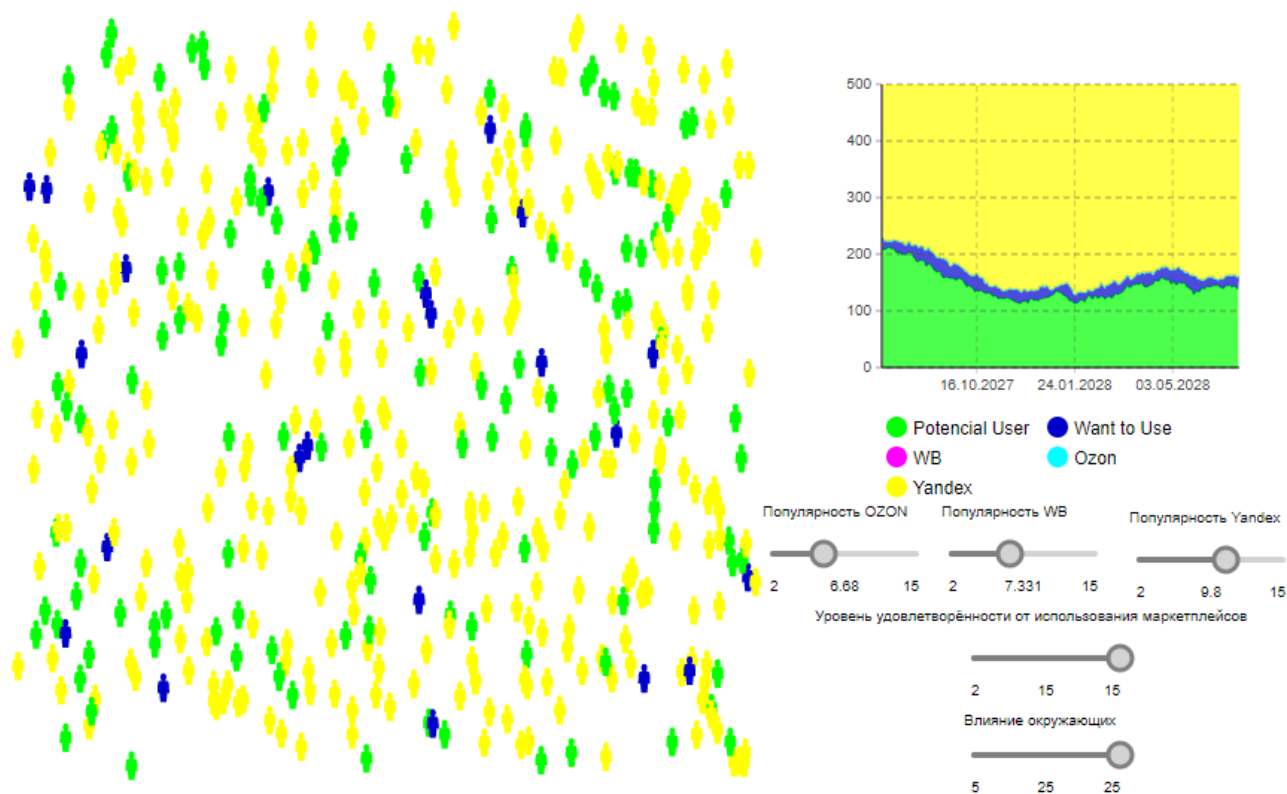 500
400
300
200
100
0
16.10.2027 24.01.2028 03.05.2028
Potencial User Want to Use
WB Ozon
Yandex
Популярность OZON Популярность WB Популярность Yandex
2 6.68 15 2 7.331 15 2 9.8 15
Уровень удовлетворённости от использования маркетплейсов
2 15 15
Влияние окружающих
5 25 25